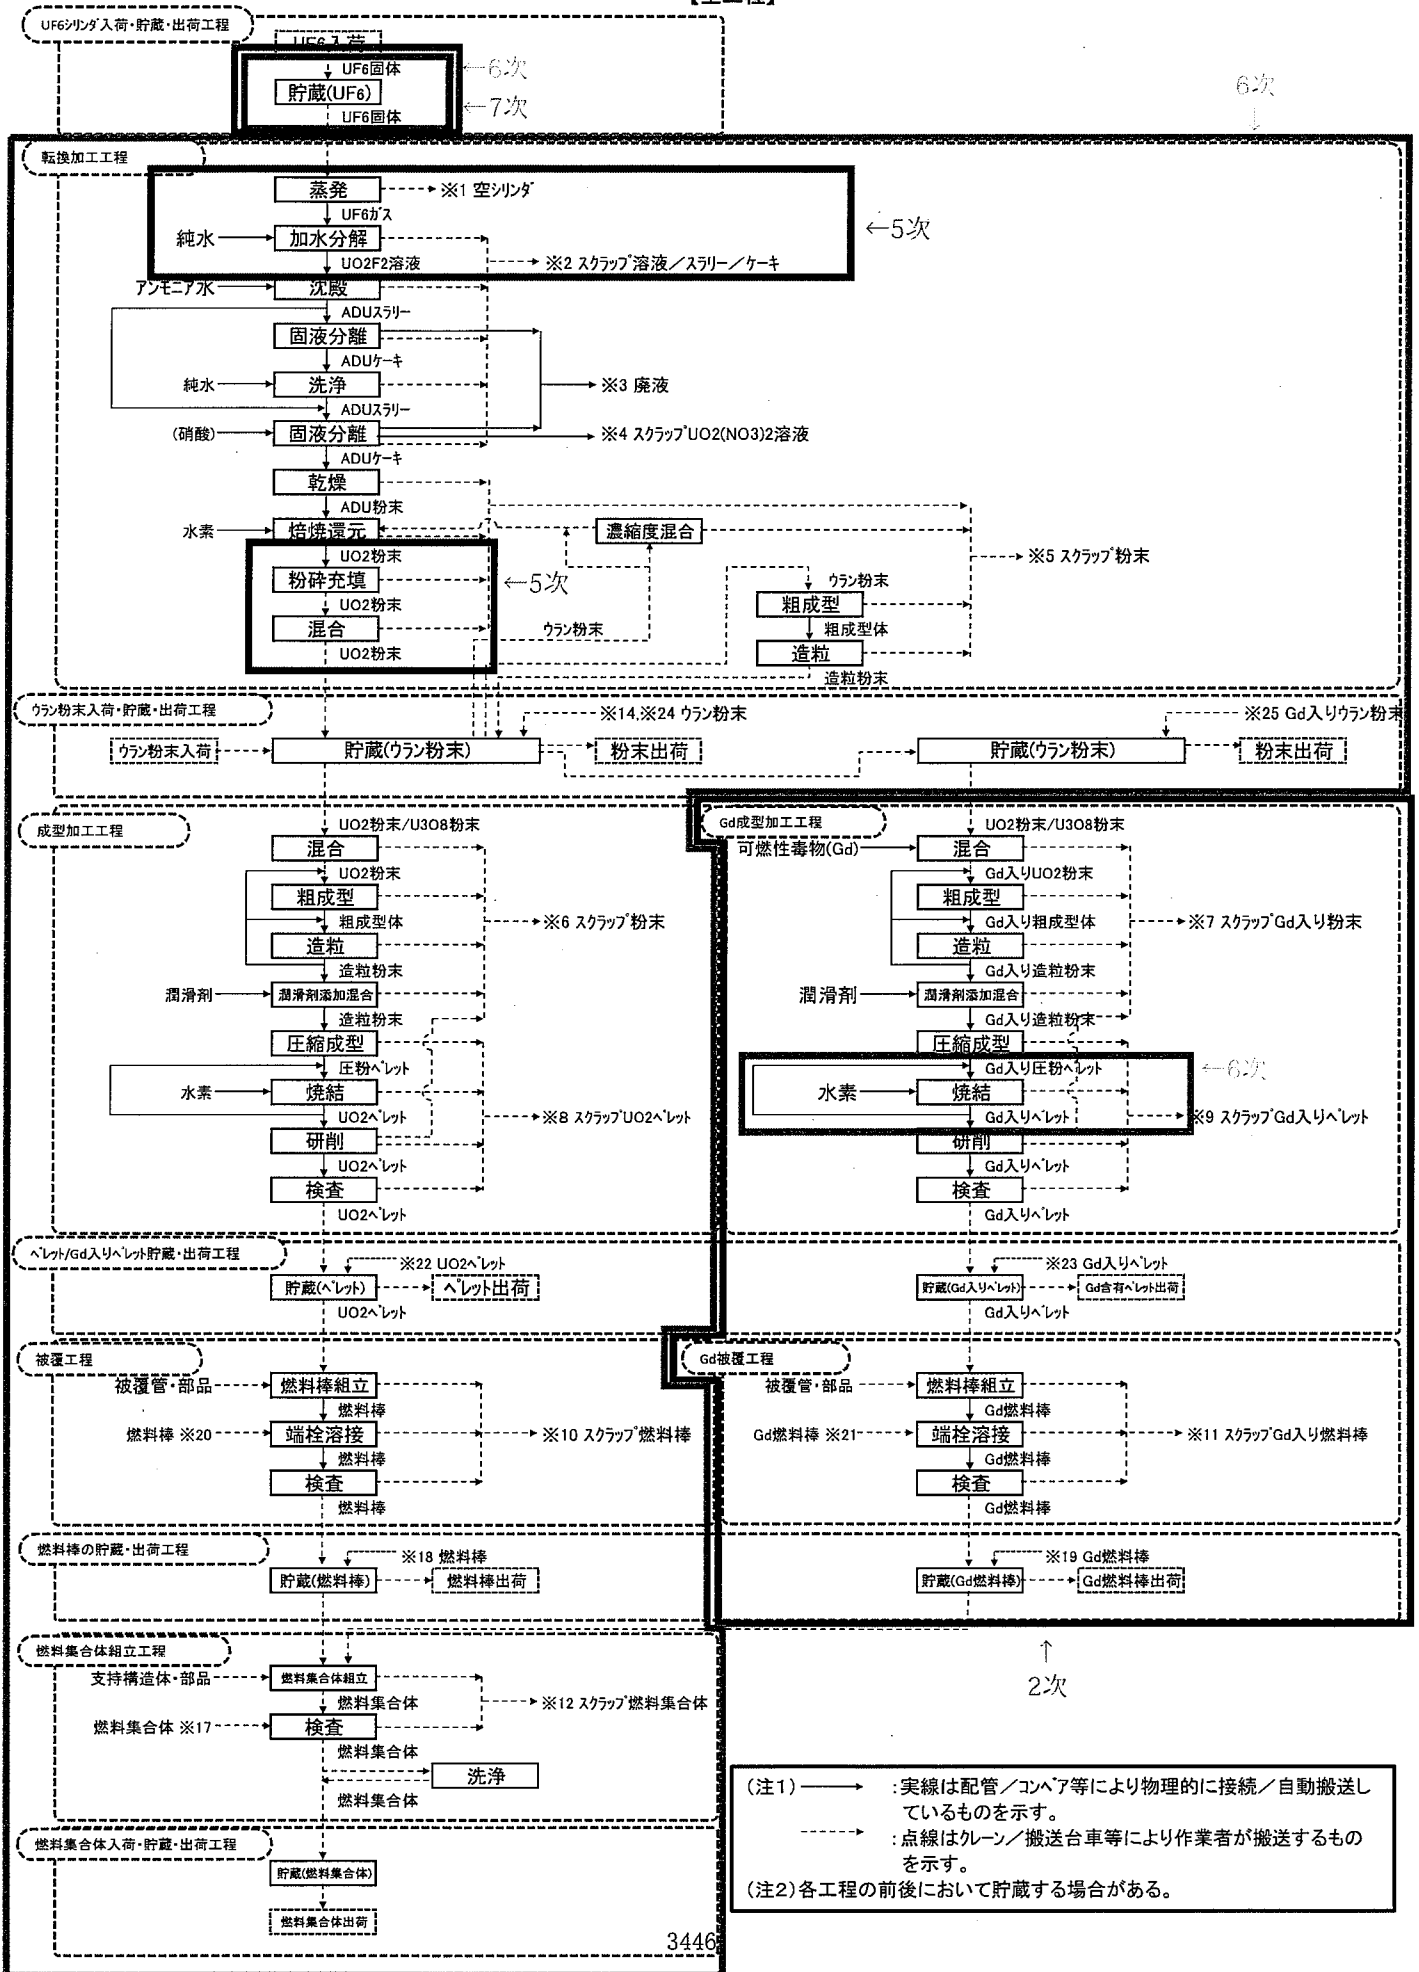 【主工程】
UF6シリンダ入荷・貯蔵・出荷工程
UF6入荷
UF6固体
←6次
貯蔵(UF6)
←7次
UF6固体
6次
↓
転換加工工程
蒸発
※1 空シリンダ
UF6ガス
純水
加水分解
←5次
UO2F2溶液
※2 スクラップ溶液/スラリー/ケーキ
アンモニア水
沈殿
ADUスラリー
固液分離
ADUケーキ
純水
洗浄
※3 廃液
ADUスラリー
(硝酸)
固液分離
※4 スクラップUO2(NO3)2溶液
ADUケーキ
乾燥
ADU粉末
水素
焙焼還元
濃縮度混合
UO2粉末
※5 スクラップ粉末
粉砕充填
←5次
ウラン粉末
UO2粉末
粗成型
混合
ウラン粉末
粗成型体
UO2粉末
造粒
造粒粉末
ウラン粉末入荷・貯蔵・出荷工程
※14,※24 ウラン粉末
※25 Gd入りウラン粉末
ウラン粉末入荷
貯蔵(ウラン粉末)
粉末出荷
貯蔵(ウラン粉末)
粉末出荷
成型加工工程
UO2粉末/U3O8粉末
混合
UO2粉末
粗成型
粗成型体
※6 スクラップ粉末
造粒
造粒粉末
潤滑剤
潤滑剤添加混合
造粒粉末
圧縮成型
圧粉ペレット
水素
焼結
UO2ペレット
※8 スクラップUO2ペレット
研削
UO2ペレット
検査
UO2ペレット
Gd成型加工工程
UO2粉末/U3O8粉末
可燃性毒物(Gd)
混合
Gd入りUO2粉末
粗成型
Gd入り粗成型体
※7 スクラップGd入り粉末
造粒
Gd入り造粒粉末
潤滑剤
潤滑剤添加混合
Gd入り造粒粉末
圧縮成型
Gd入り圧粉ペレット
←6次
水素
焼結
Gd入りペレット
※9 スクラップGd入りペレット
研削
Gd入りペレット
検査
Gd入りペレット
ペレット/Gd入りペレット貯蔵・出荷工程
※22 UO2ペレット
貯蔵(ペレット)
ペレット出荷
UO2ペレット
※23 Gd入りペレット
貯蔵(Gd入りペレット)
Gd含有ペレット出荷
Gd入りペレット
被覆工程
被覆管・部品
燃料棒組立
燃料棒
燃料棒 ※20
端栓溶接
※10 スクラップ燃料棒
燃料棒
検査
燃料棒
Gd被覆工程
被覆管・部品
燃料棒組立
Gd燃料棒
Gd燃料棒 ※21
端栓溶接
※11 スクラップGd入り燃料棒
Gd燃料棒
検査
Gd燃料棒
燃料棒の貯蔵・出荷工程
※18 燃料棒
貯蔵(燃料棒)
燃料棒出荷
※19 Gd燃料棒
貯蔵(Gd燃料棒)
Gd燃料棒出荷
↑
2次
燃料集合体組立工程
支持構造体・部品
燃料集合体組立
燃料集合体
※12 スクラップ燃料集合体
燃料集合体 ※17
検査
燃料集合体
洗浄
燃料集合体
燃料集合体入荷・貯蔵・出荷工程
貯蔵(燃料集合体)
燃料集合体出荷
(注1) ―→ :実線は配管/コンベア等により物理的に接続/自動搬送し
ているものを示す。
----→ :点線はクレーン/搬送台車等により作業者が搬送するもの
を示す。
(注2)各工程の前後において貯蔵する場合がある。
3446